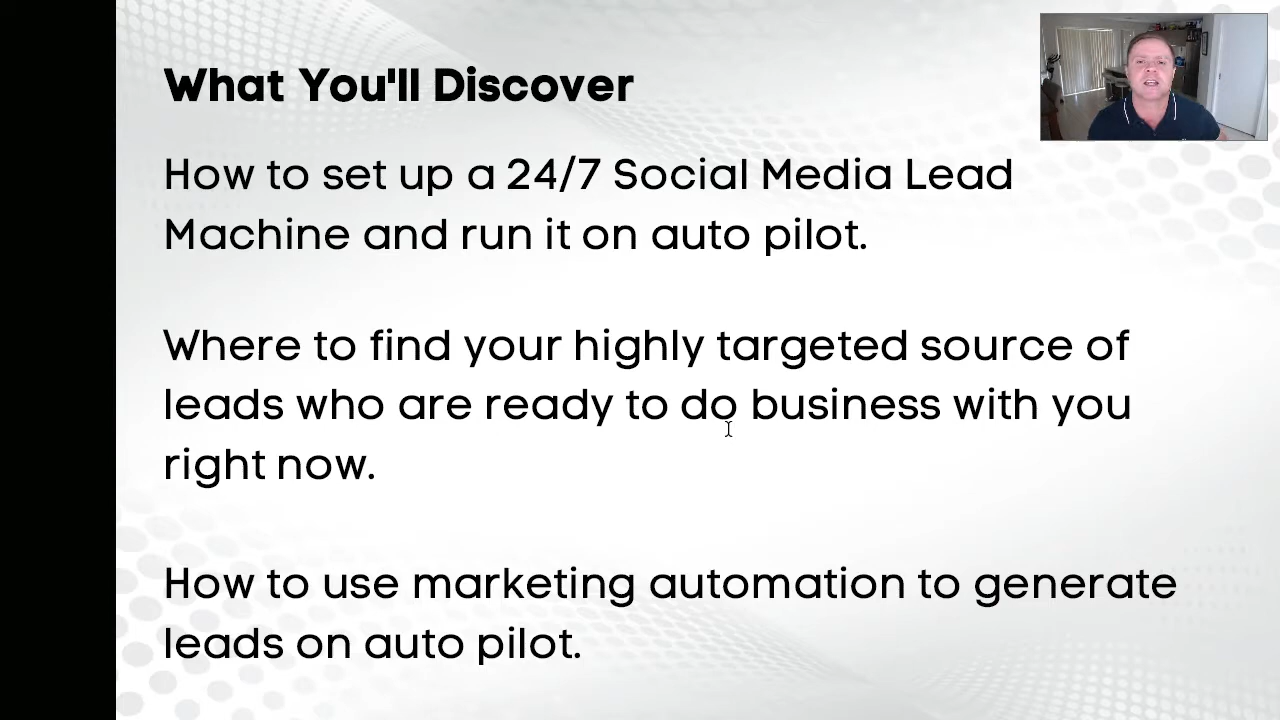 What You'll Discover
How to set up a 24/7 Social Media Lead
Machine and run it on auto pilot.
Where to find your highly targeted source of
leads who are ready to do business with you
right now.
How to use marketing automation to generate
leads on auto pilot.